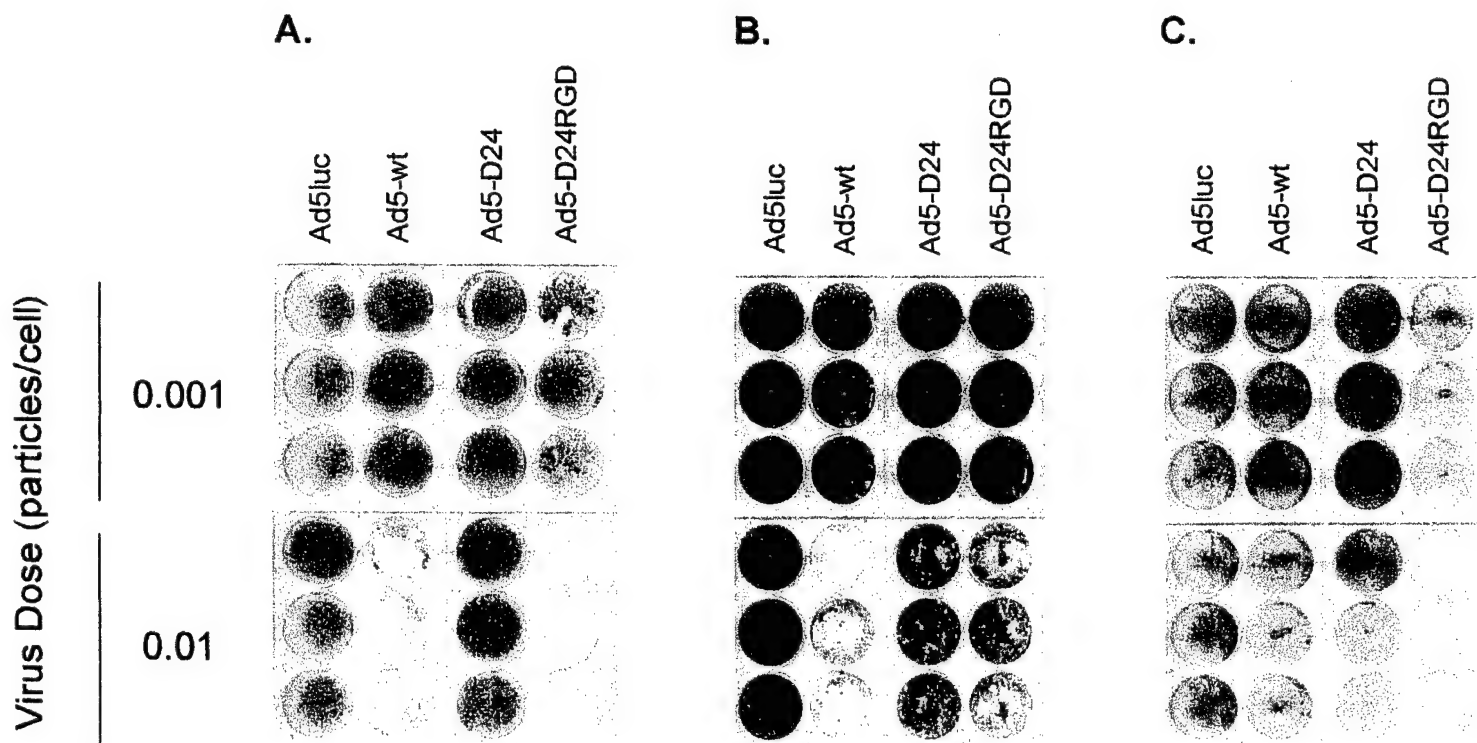 A.
B.
C.
Ad5luc
Ad5-wt
Ad5-D24
Ad5-D24RGD
Ad5luc
Ad5-wt
Ad5-D24
Ad5-D24RGD
Ad5luc
Ad5-wt
Ad5-D24
Ad5-D24RGD
Virus Dose (particles/cell)
0.001
0.01